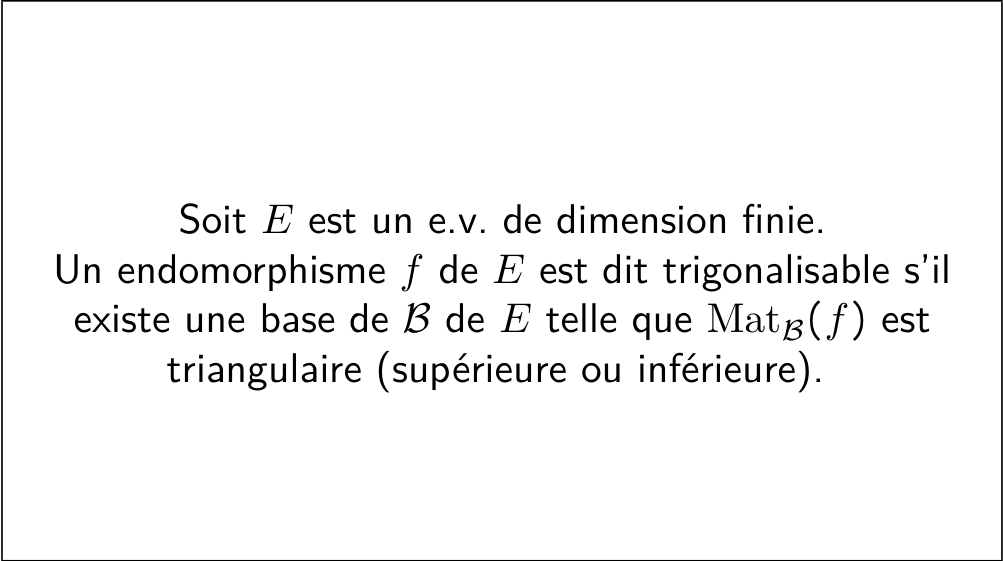 Soit E est un e.v. de dimension finie.
Un endomorphisme f de E est dit trigonalisable s'il
existe une base de ℬ de E telle que Mat_ℬ(f) est
triangulaire (supérieure ou inférieure).